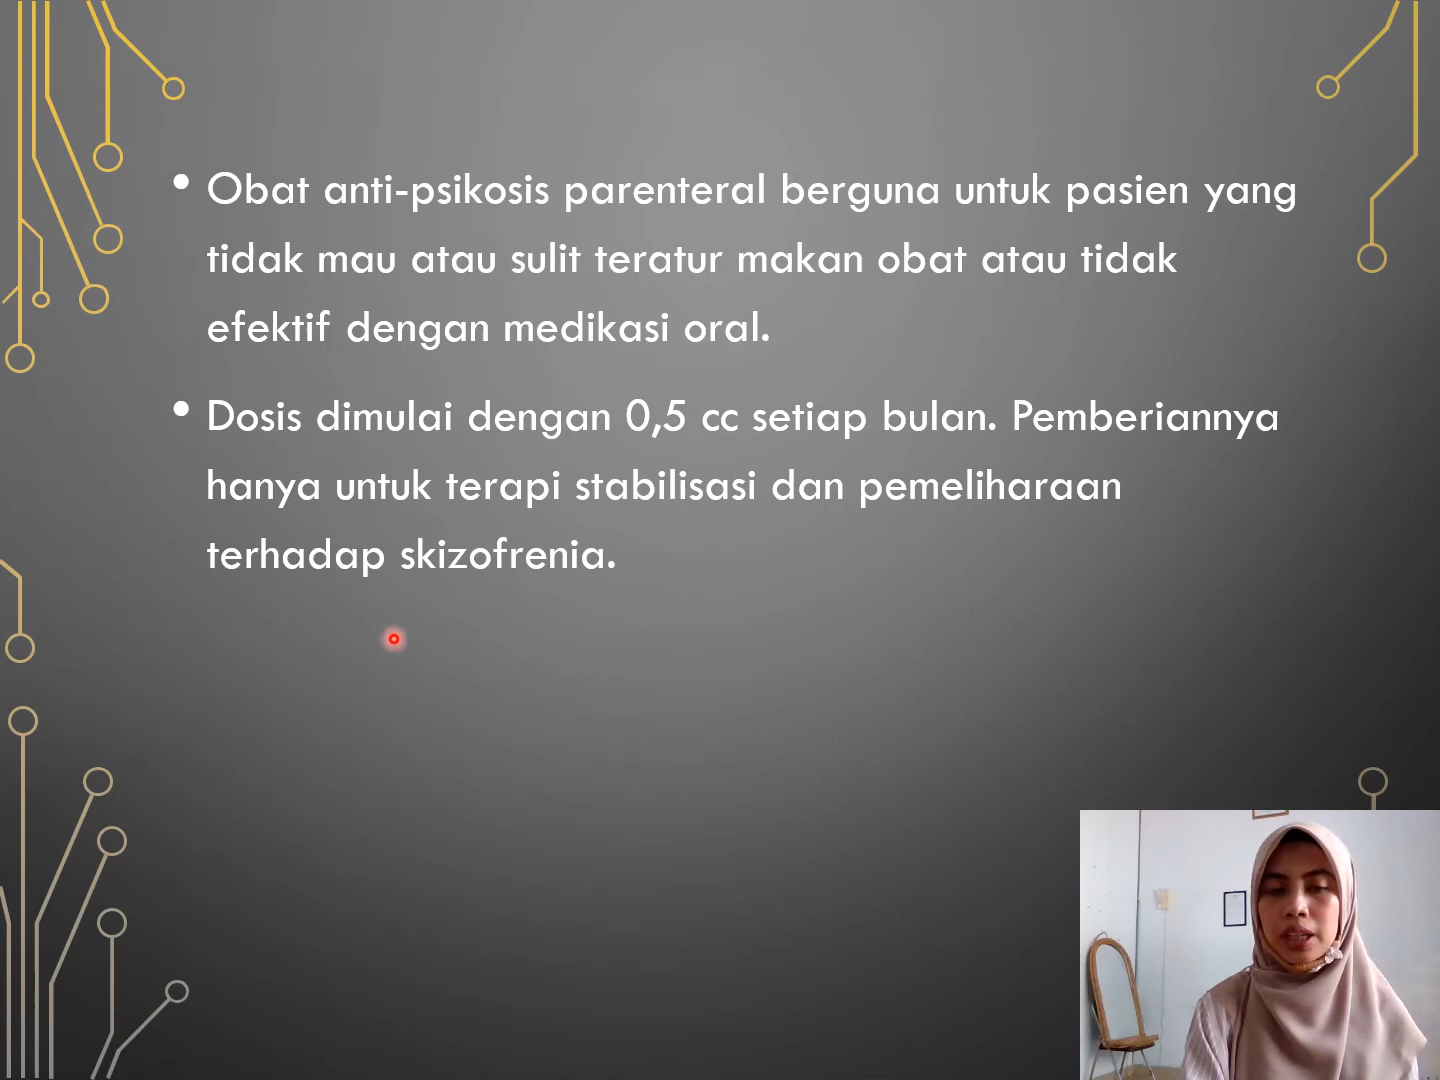 • Obat anti-psikosis parenteral berguna untuk pasien yang
tidak mau atau sulit teratur makan obat atau tidak
efektif dengan medikasi oral.
• Dosis dimulai dengan 0,5 cc setiap bulan. Pemberiannya
hanya untuk terapi stabilisasi dan pemeliharaan
terhadap skizofrenia.